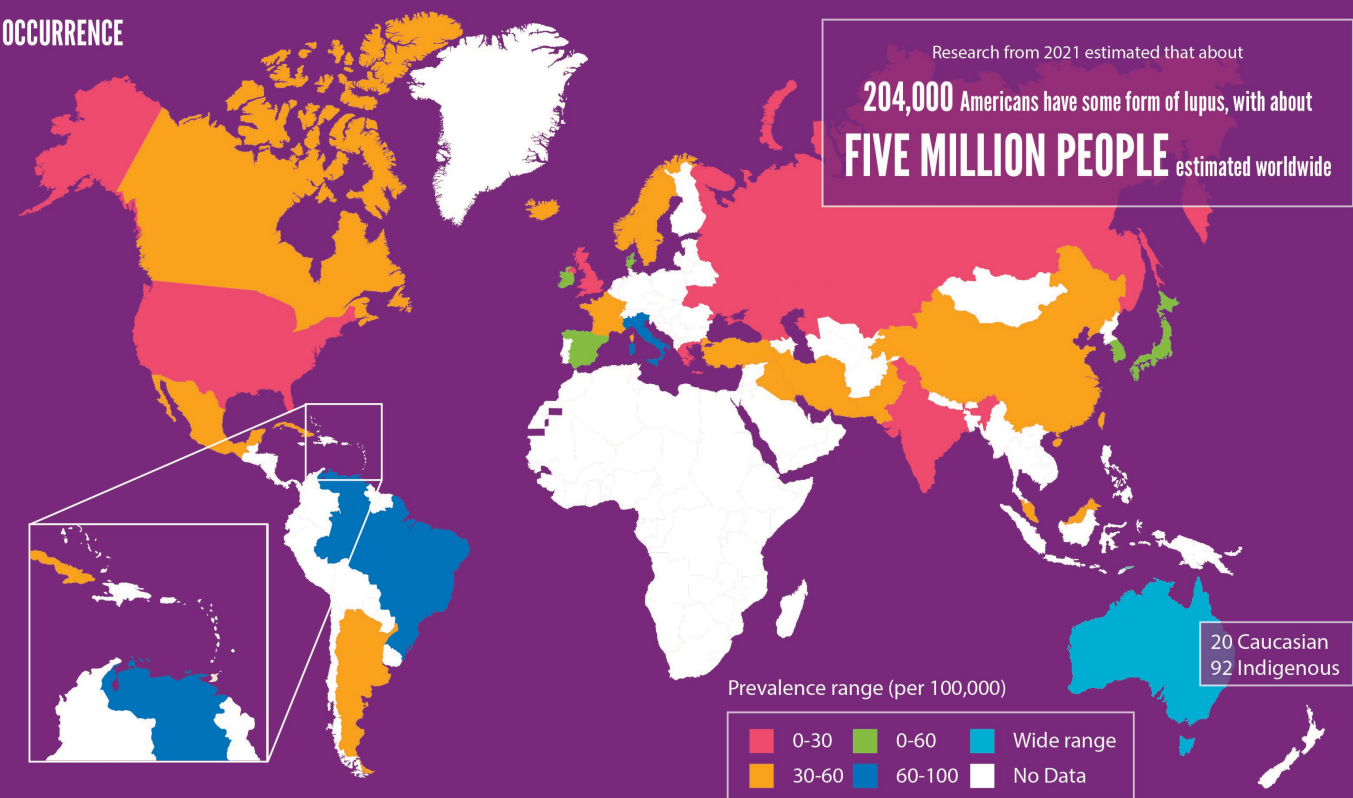 OCCURRENCE
Research from 2021 estimated that about
204,000 Americans have some form of lupus, with about
FIVE MILLION PEOPLE estimated worldwide
20 Caucasian
92 Indigenous
Prevalence range (per 100,000)
0-30 0-60 Wide range
30-60 60-100 No Data